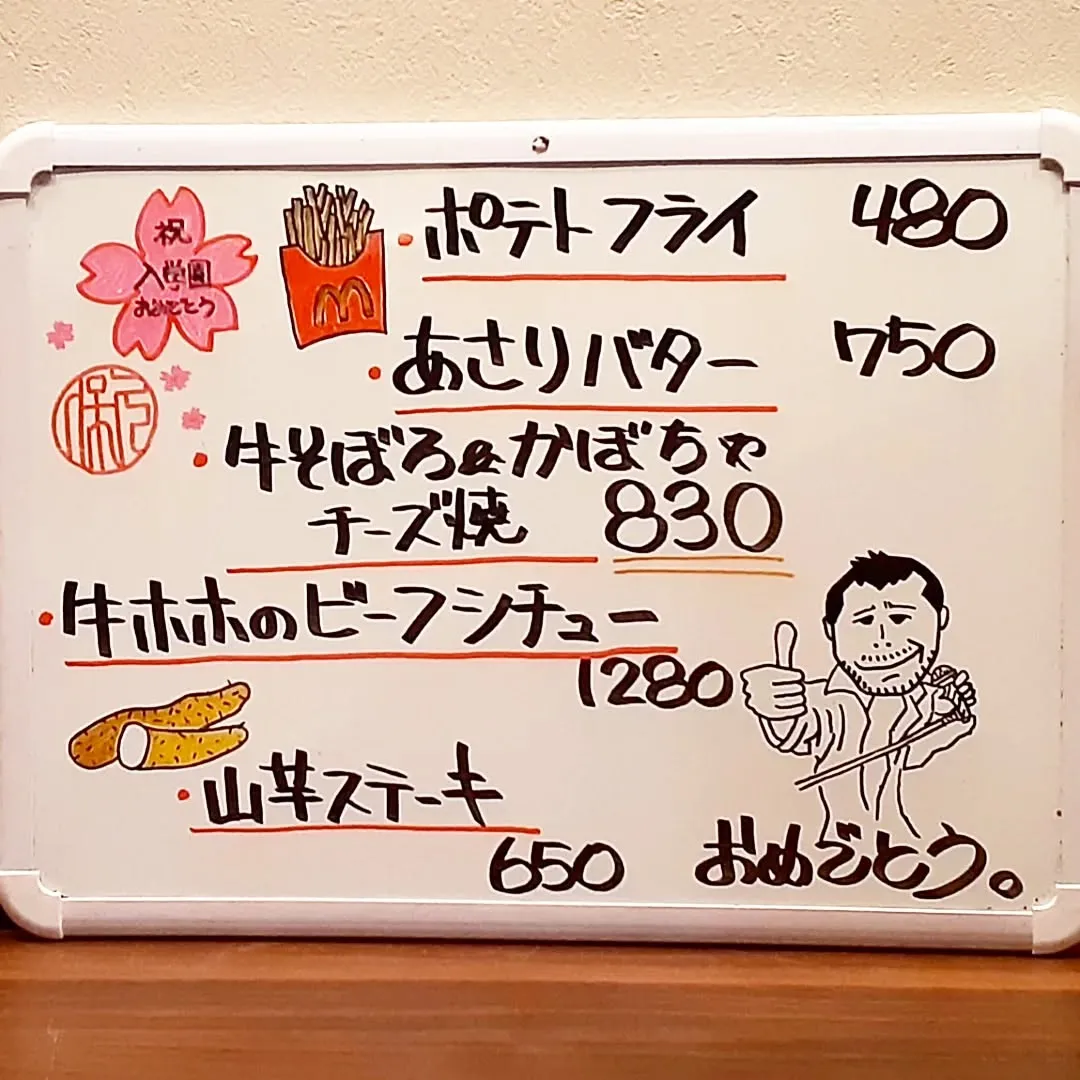 祝
入学園
おめでとう
ポテトフライ 480
あさりバター 750
牛そぼろ&かぼちゃ
チーズ焼 830
牛ホホのビーフシチュー
1280
山芋ステーキ
650
おめでとう。